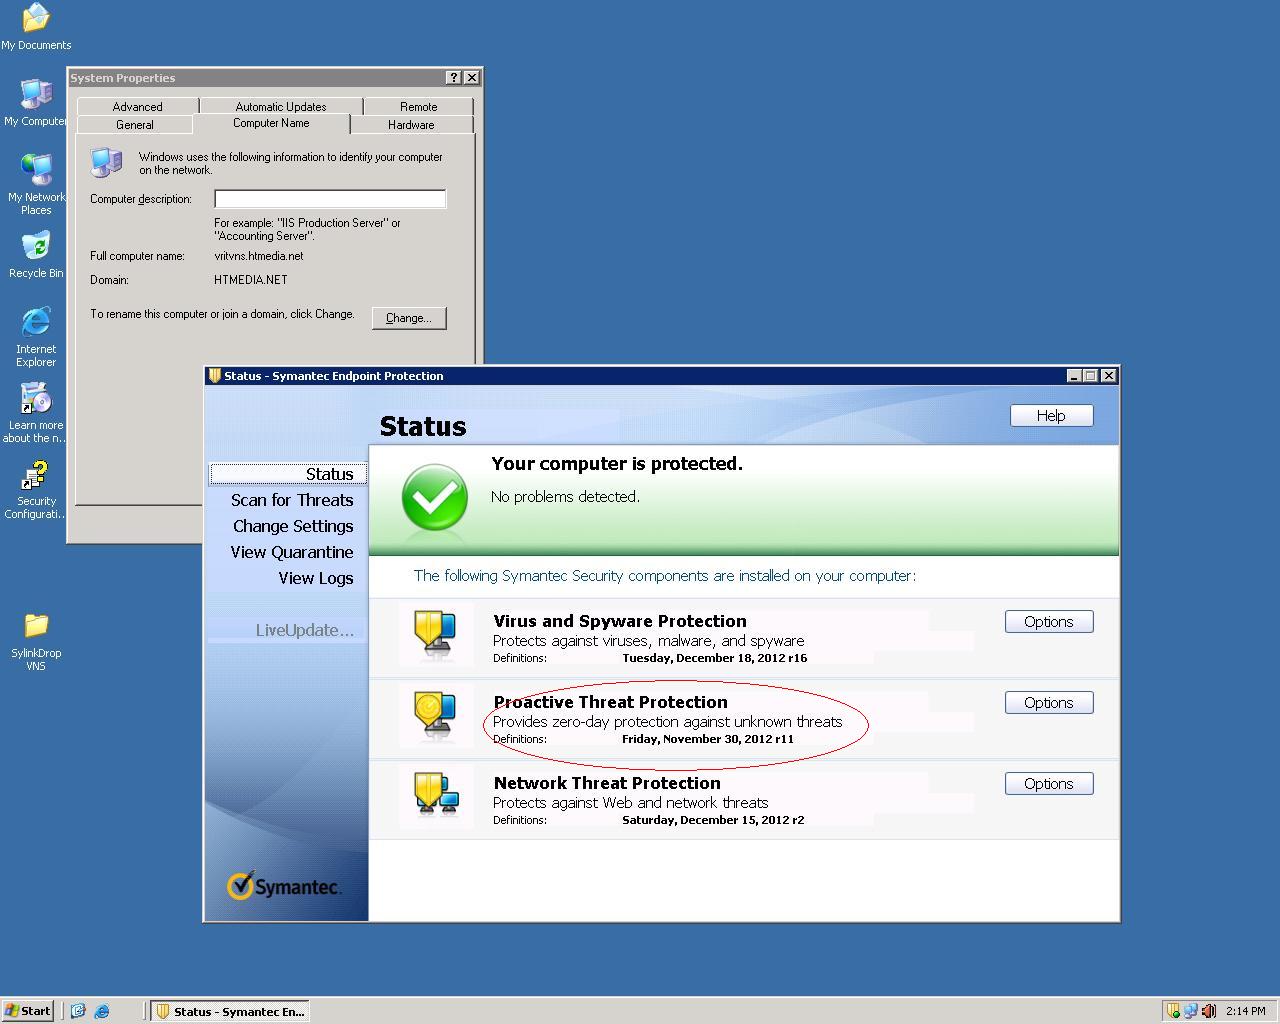 My Documents
My Computer
My Network
Places
Recycle Bin
Internet
Explorer
Learn more
about the n...
Security
Configurati...
SylinkDrop
VNS
System Properties
Advanced
Automatic Updates
Remote
General
Computer Name
Hardware
Windows uses the following information to identify your computer
on the network.
Computer description:
For example: "IIS Production Server" or
"Accounting Server".
Full computer name: vritvns.htmedia.net
Domain: HTMEDIA.NET
To rename this computer or join a domain, click Change.
Change...
Status - Symantec Endpoint Protection
Status
Help
Status
Scan for Threats
Change Settings
View Quarantine
View Logs
LiveUpdate...
Symantec.
Your computer is protected.
No problems detected.
The following Symantec Security components are installed on your computer:
Virus and Spyware Protection
Protects against viruses, malware, and spyware
Definitions: Tuesday, December 18, 2012 r16
Options
Proactive Threat Protection
Provides zero-day protection against unknown threats
Definitions: Friday, November 30, 2012 r11
Options
Network Threat Protection
Protects against Web and network threats
Definitions: Saturday, December 15, 2012 r2
Options
Start
Status - Symantec En...
2:14 PM